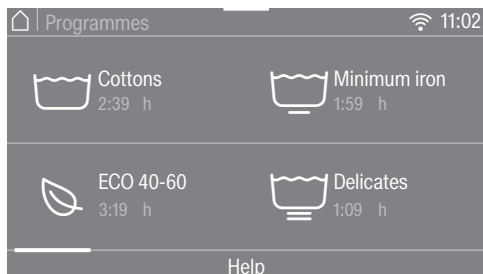 Programmes 11:02
Cottons
2:39 h
Minimum iron
1:59 h
ECO 40-60
3:19 h
Delicates
1:09 h
Help